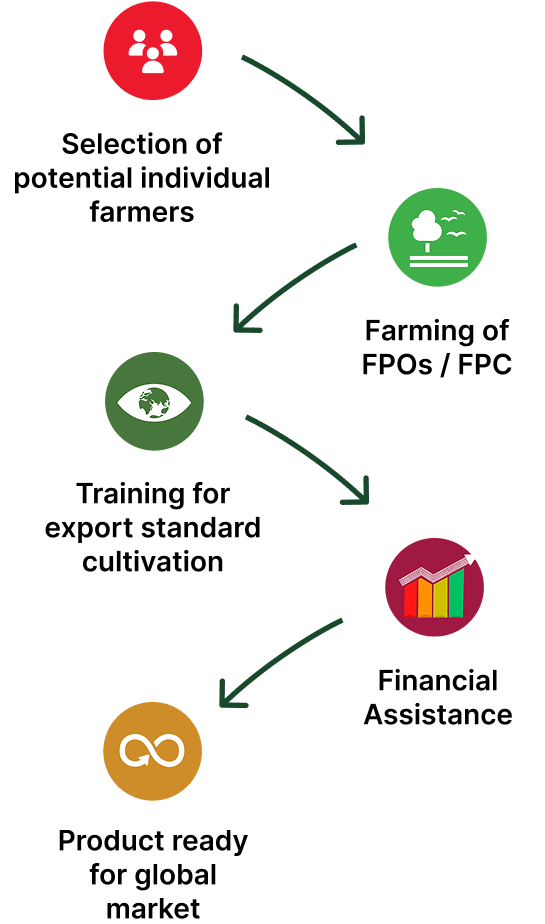 Selection of
potential individual
farmers
Farming of
FPOs / FPC
Training for
export standard
cultivation
Financial
Assistance
Product ready
for global
market